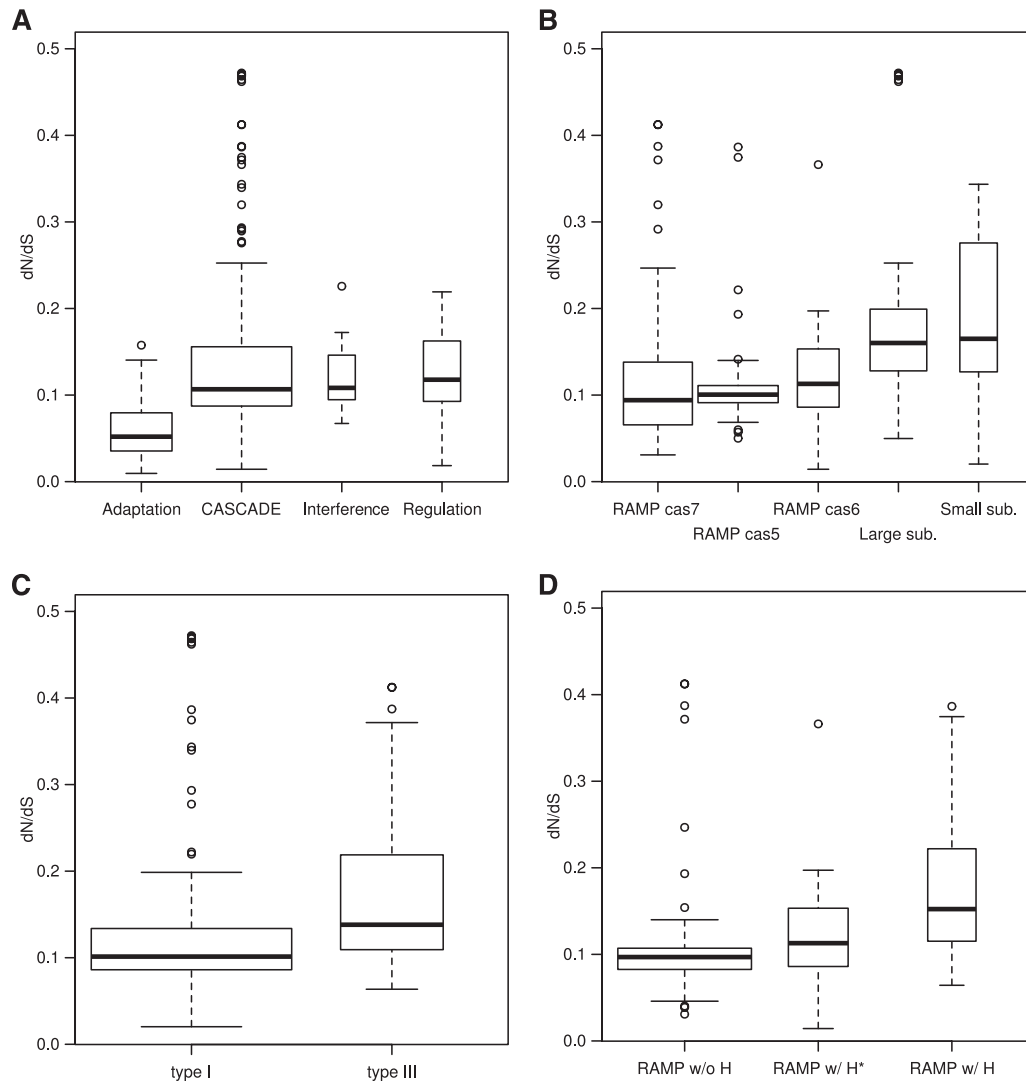 A
dN/dS
0.5
0.4
0.3
0.2
0.1
0.0
Adaptation CASCADE Interference Regulation
B
dN/dS
0.5
0.4
0.3
0.2
0.1
0.0
RAMP cas7 RAMP cas6 Small sub.
RAMP cas5 Large sub.
C
dN/dS
0.5
0.4
0.3
0.2
0.1
0.0
type I type III
D
dN/dS
0.5
0.4
0.3
0.2
0.1
0.0
RAMP w/o H RAMP w/ H* RAMP w/ H